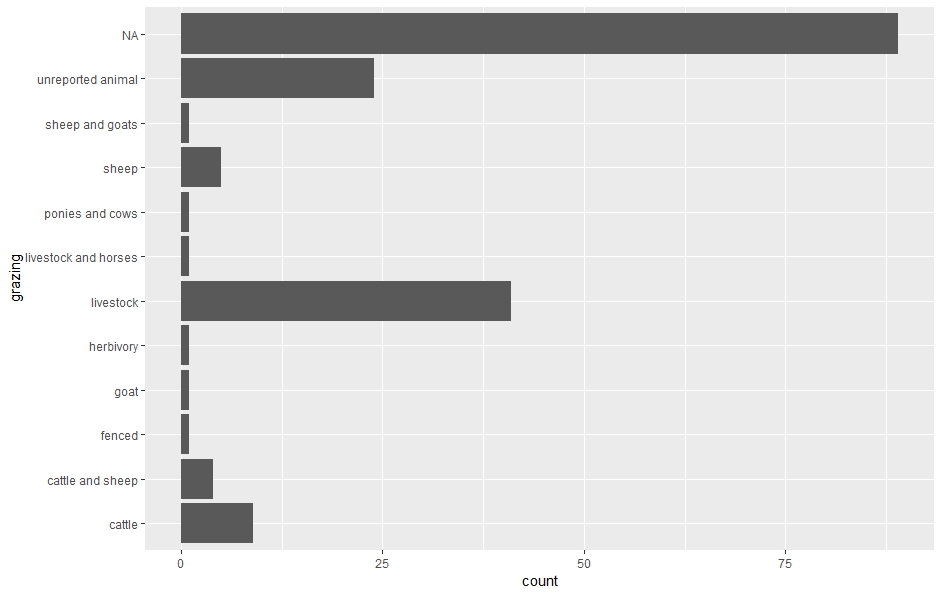 NA
unreported animal
sheep and goats
sheep
ponies and cows
livestock and horses
livestock
herbivory
goat
fenced
cattle and sheep
cattle
grazing
0 25 50 75
count